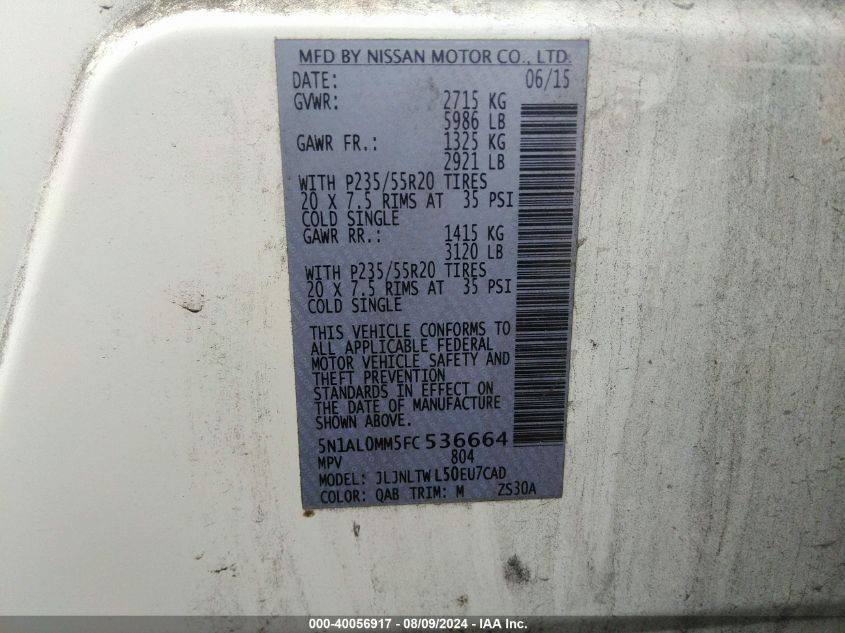 MFD BY NISSAN MOTOR CO., LTD.
DATE: 06/15
GVWR: 2715 KG
5986 LB
GAWR FR.: 1325 KG
2921 LB
WITH P235/55R20 TIRES
20 X 7.5 RIMS AT 35 PSI
COLD SINGLE
GAWR RR.: 1415 KG
3120 LB
WITH P235/55R20 TIRES
20 X 7.5 RIMS AT 35 PSI
COLD SINGLE
THIS VEHICLE CONFORMS TO
ALL APPLICABLE FEDERAL
MOTOR VEHICLE SAFETY AND
THEFT PREVENTION
STANDARDS IN EFFECT ON
THE DATE OF MANUFACTURE
SHOWN ABOVE.
5N1AL0MM5FC 536664
MPV 804
MODEL: JLJNLTW L50EU7CAD
COLOR: QAB TRIM: M ZS30A
000-40056917 - 08/09/2024 - IAA Inc.